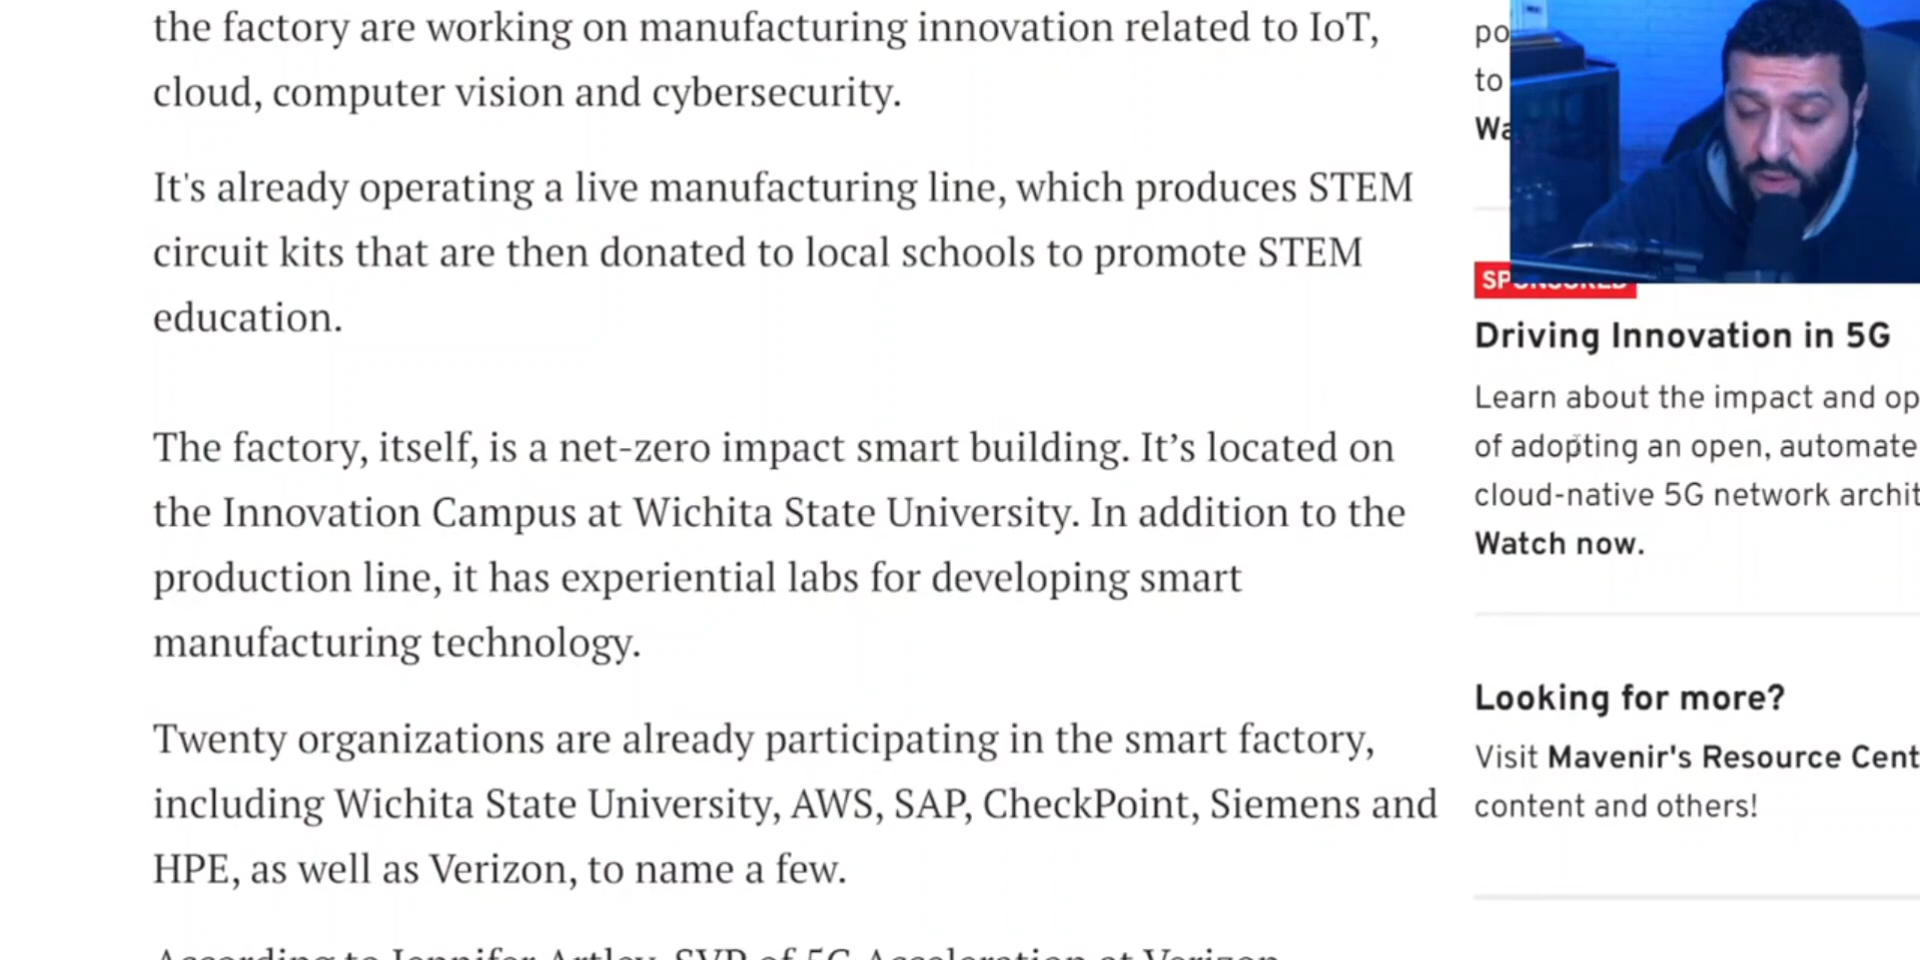 the factory are working on manufacturing innovation related to IoT,
cloud, computer vision and cybersecurity.
It's already operating a live manufacturing line, which produces STEM
circuit kits that are then donated to local schools to promote STEM
education.
The factory, itself, is a net-zero impact smart building. It’s located on
the Innovation Campus at Wichita State University. In addition to the
production line, it has experiential labs for developing smart
manufacturing technology.
Twenty organizations are already participating in the smart factory,
including Wichita State University, AWS, SAP, CheckPoint, Siemens and
HPE, as well as Verizon, to name a few.
According to Jennifer Artley, SVP of 5G Acceleration at Verizon
po
to
Wa
SPONSORED
Driving Innovation in 5G
Learn about the impact and op
of adopting an open, automate
cloud-native 5G network archit
Watch now.
Looking for more?
Visit Mavenir's Resource Cent
content and others!